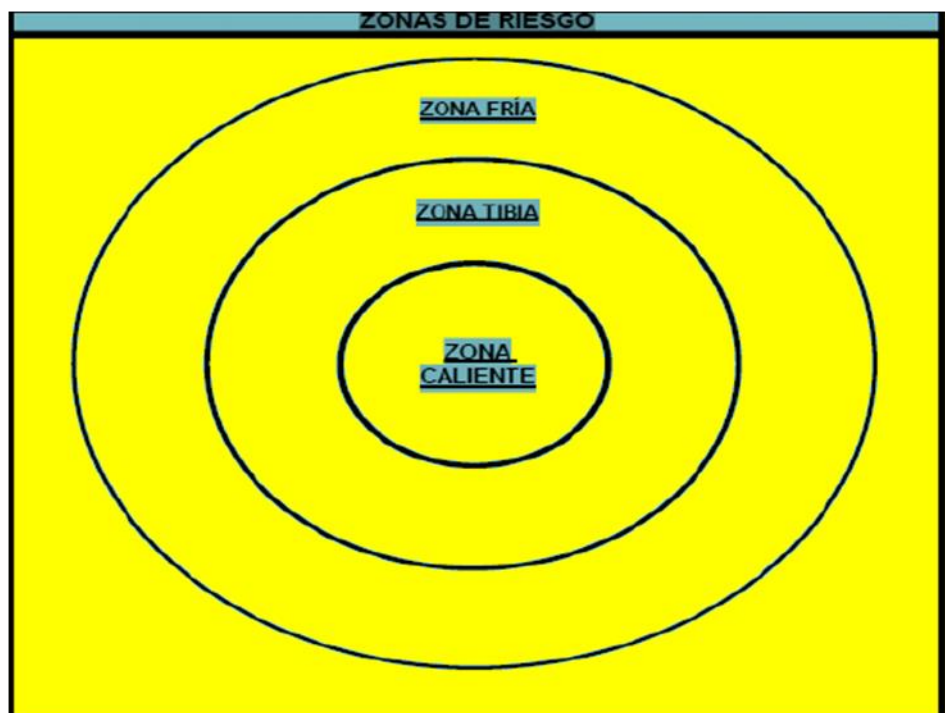 ZONAS DE RIESGO
ZONA FRÍA
ZONA TIBIA
ZONA
CALIENTE